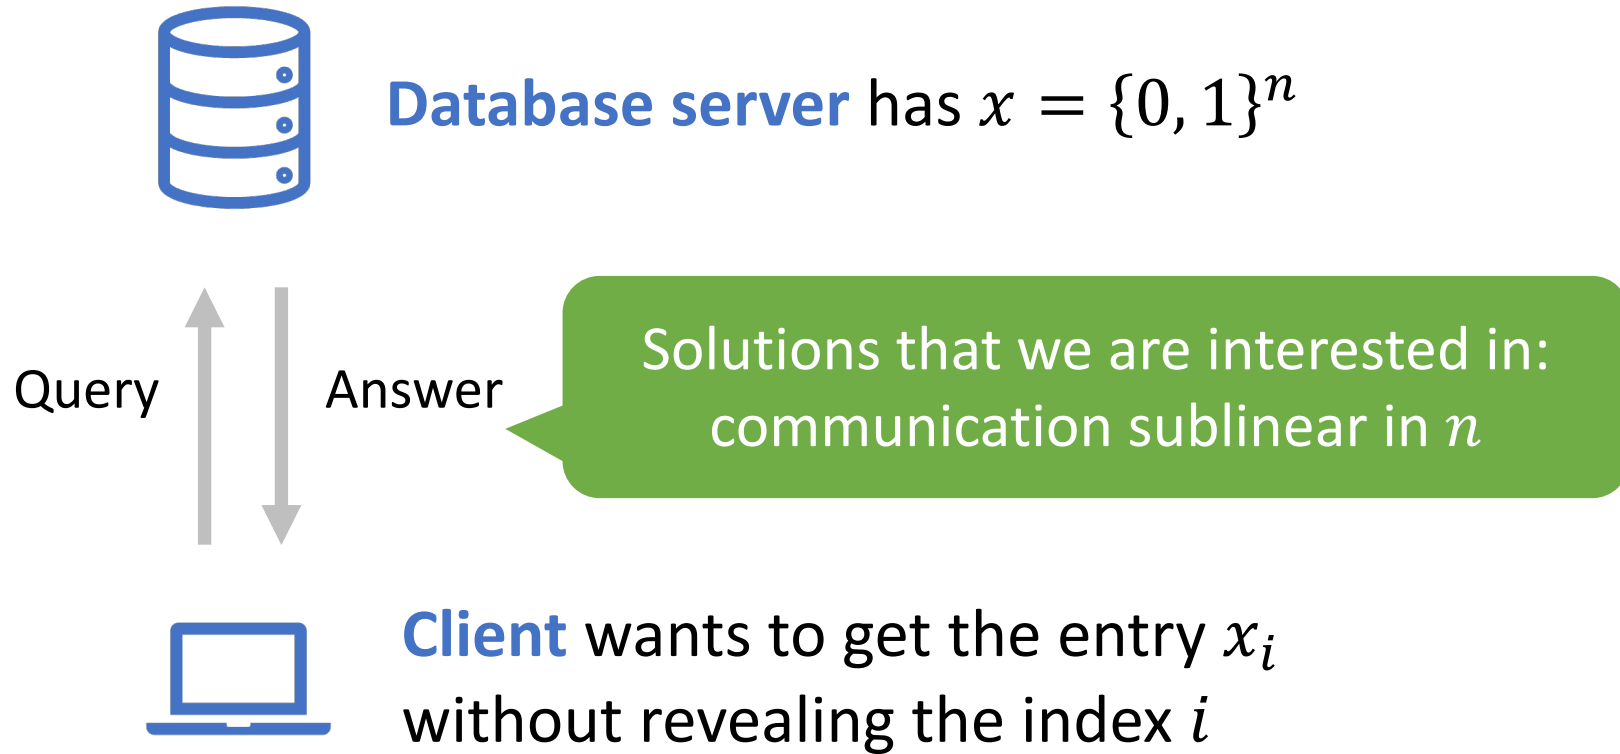 Database server has x = {0, 1}ⁿ
Query
Answer
Solutions that we are interested in:
communication sublinear in n
Client wants to get the entry xᵢ
without revealing the index i